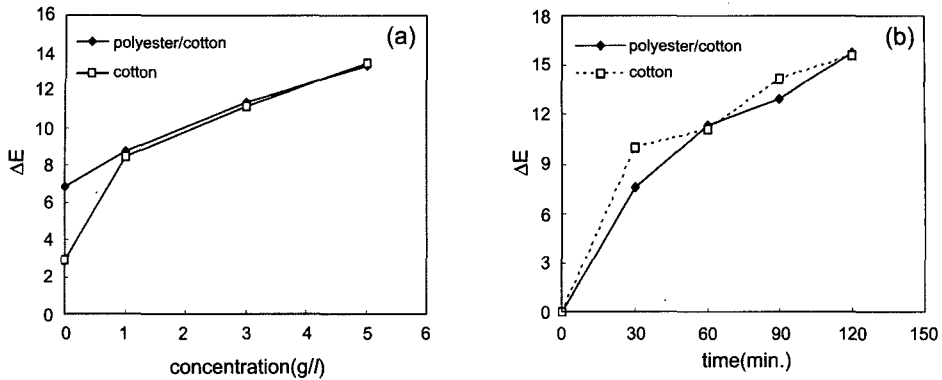 16
14
12
10
8
6
4
2
0
ΔE
(a)
polyester/cotton
cotton
0 1 3 4 5 6
concentration(g/l)
18
15
12
9
6
3
0
ΔE
(b)
polyester/cotton
cotton
0 30 60 90 120 150
time(min.)